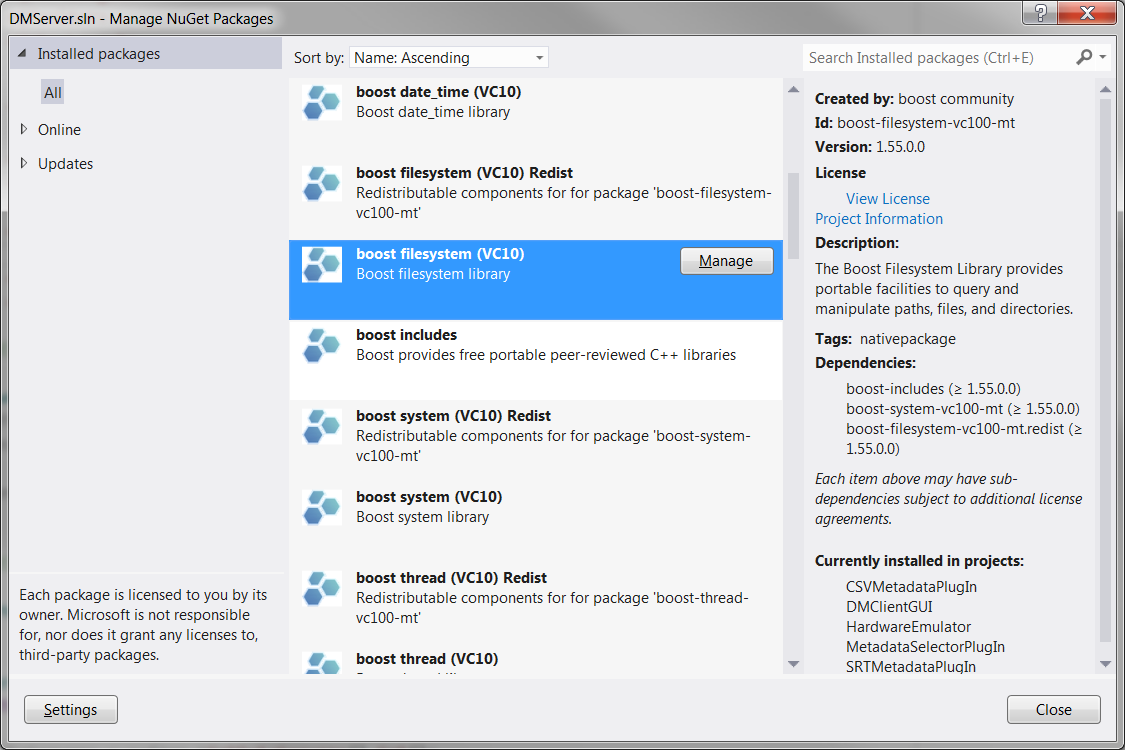 DMServer.sln - Manage NuGet Packages
Installed packages
All
Online
Updates
Each package is licensed to you by its
owner. Microsoft is not responsible
for, nor does it grant any licenses to,
third-party packages.
Settings
Sort by: Name: Ascending
boost date_time (VC10)
Boost date_time library
boost filesystem (VC10) Redist
Redistributable components for for package 'boost-filesystem-
vc100-mt'
boost filesystem (VC10)
Boost filesystem library
Manage
boost includes
Boost provides free portable peer-reviewed C++ libraries
boost system (VC10) Redist
Redistributable components for for package 'boost-system-
vc100-mt'
boost system (VC10)
Boost system library
boost thread (VC10) Redist
Redistributable components for for package 'boost-thread-
vc100-mt'
boost thread (VC10)
Search Installed packages (Ctrl+E)
Created by: boost community
Id: boost-filesystem-vc100-mt
Version: 1.55.0.0
License
View License
Project Information
Description:
The Boost Filesystem Library provides
portable facilities to query and
manipulate paths, files, and directories.
Tags: nativepackage
Dependencies:
boost-includes (≥ 1.55.0.0)
boost-system-vc100-mt (≥ 1.55.0.0)
boost-filesystem-vc100-mt.redist (≥
1.55.0.0)
Each item above may have sub-
dependencies subject to additional license
agreements.
Currently installed in projects:
CSVMetadataPlugIn
DMClientGUI
HardwareEmulator
MetadataSelectorPlugIn
SRTMetadataPlugIn
Close